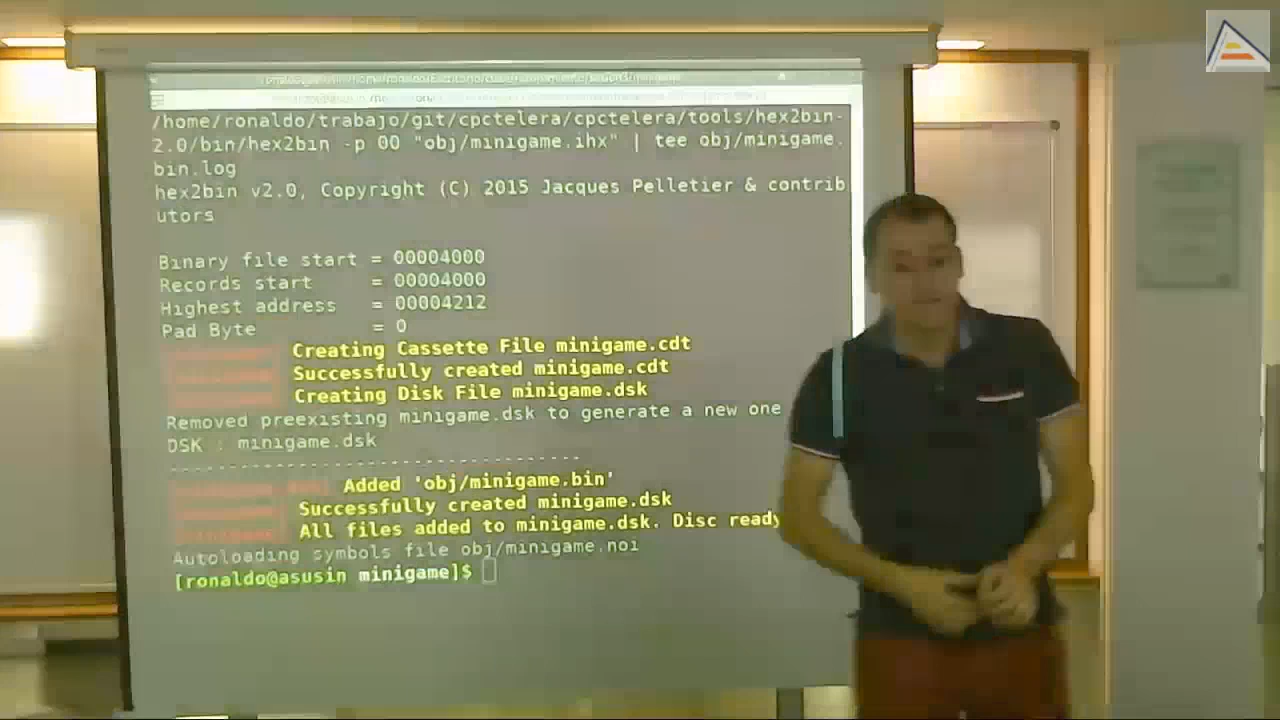 /home/ronaldo/trabajo/git/cpctelera/cpctelera/tools/hex2bin-
2.0/bin/hex2bin -p 00 "obj/minigame.ihx" | tee obj/minigame.
bin.log
hex2bin v2.0, Copyright (C) 2015 Jacques Pelletier & contrib
utors
Binary file start = 00004000
Records start = 00004000
Highest address = 00004212
Pad Byte = 0
Creating Cassette File minigame.cdt
Successfully created minigame.cdt
Creating Disk File minigame.dsk
Removed preexisting minigame.dsk to generate a new one
DSK : minigame.dsk
------------------------------------
Added 'obj/minigame.bin'
Successfully created minigame.dsk
All files added to minigame.dsk. Disc ready
Autoloading symbols file obj/minigame.noi
[ronaldo@asusin minigame]$